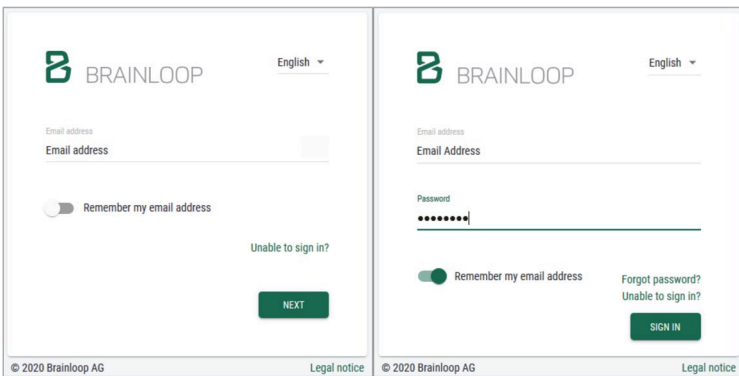 BRAINLOOP
English
Email address
Email address
Remember my email address
Unable to sign in?
NEXT
© 2020 Brainloop AG
Legal notice
BRAINLOOP
English
Email address
Email Address
Password
Remember my email address
Forgot password?
Unable to sign in?
SIGN IN
© 2020 Brainloop AG
Legal notice